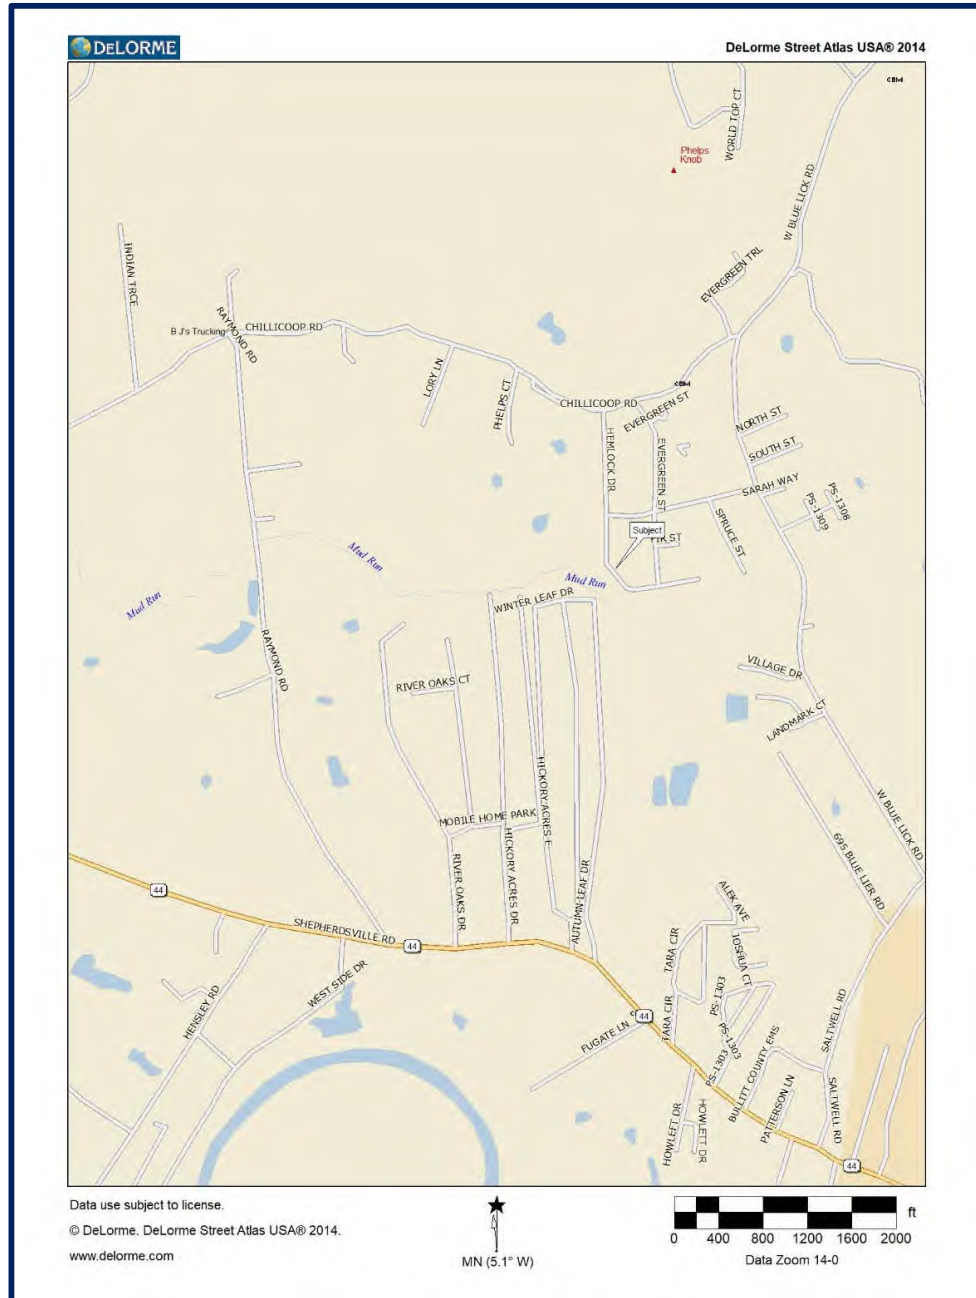 DELORME
DeLorme Street Atlas USA® 2014
WORLD TOP CT
Phelps
Knob
W BLUE LICK RD
INDIAN TRCE
EVERGREEN TRL
RAYMOND RD
B J's Trucking
CHILLICOOP RD
LORY LN
PHELPS CT
CHILLICOOP RD
EVERGREEN ST
HEMLOCK DR
EVERGREEN ST
NORTH ST
SOUTH ST
SARAH WAY
PS-1308
PS-1309
SPRUCE ST
Subject
ST
Mud Run
Mud Run
Mud Run
WINTER LEAF DR
RAYMOND RD
RIVER OAKS CT
VILLAGE DR
LANDMARK CT
HICKORY ACRES E
MOBILE HOME PARK
W BLUE LICK RD
695 BLUE LIER RD
RIVER OAKS DR
HICKORY ACRES DR
AUTUMN LEAF DR
44
ALEK AVE
SHEPHERDSVILLE RD
44
TARA CIR
JOSHUA CT
WEST SIDE DR
HENSLEY RD
PS-1303
SALTWELL RD
44
TARA CIR
FUGATE LN
PS-1303
PS-1303
BULLITT COUNTY EMS
PATTERSON LN
SALTWELL RD
HOWLETT DR
HOWLETT DR
44
Data use subject to license.
© DeLorme. DeLorme Street Atlas USA® 2014.
www.delorme.com
MN (5.1° W)
ft
0 400 800 1200 1600 2000
Data Zoom 14-0